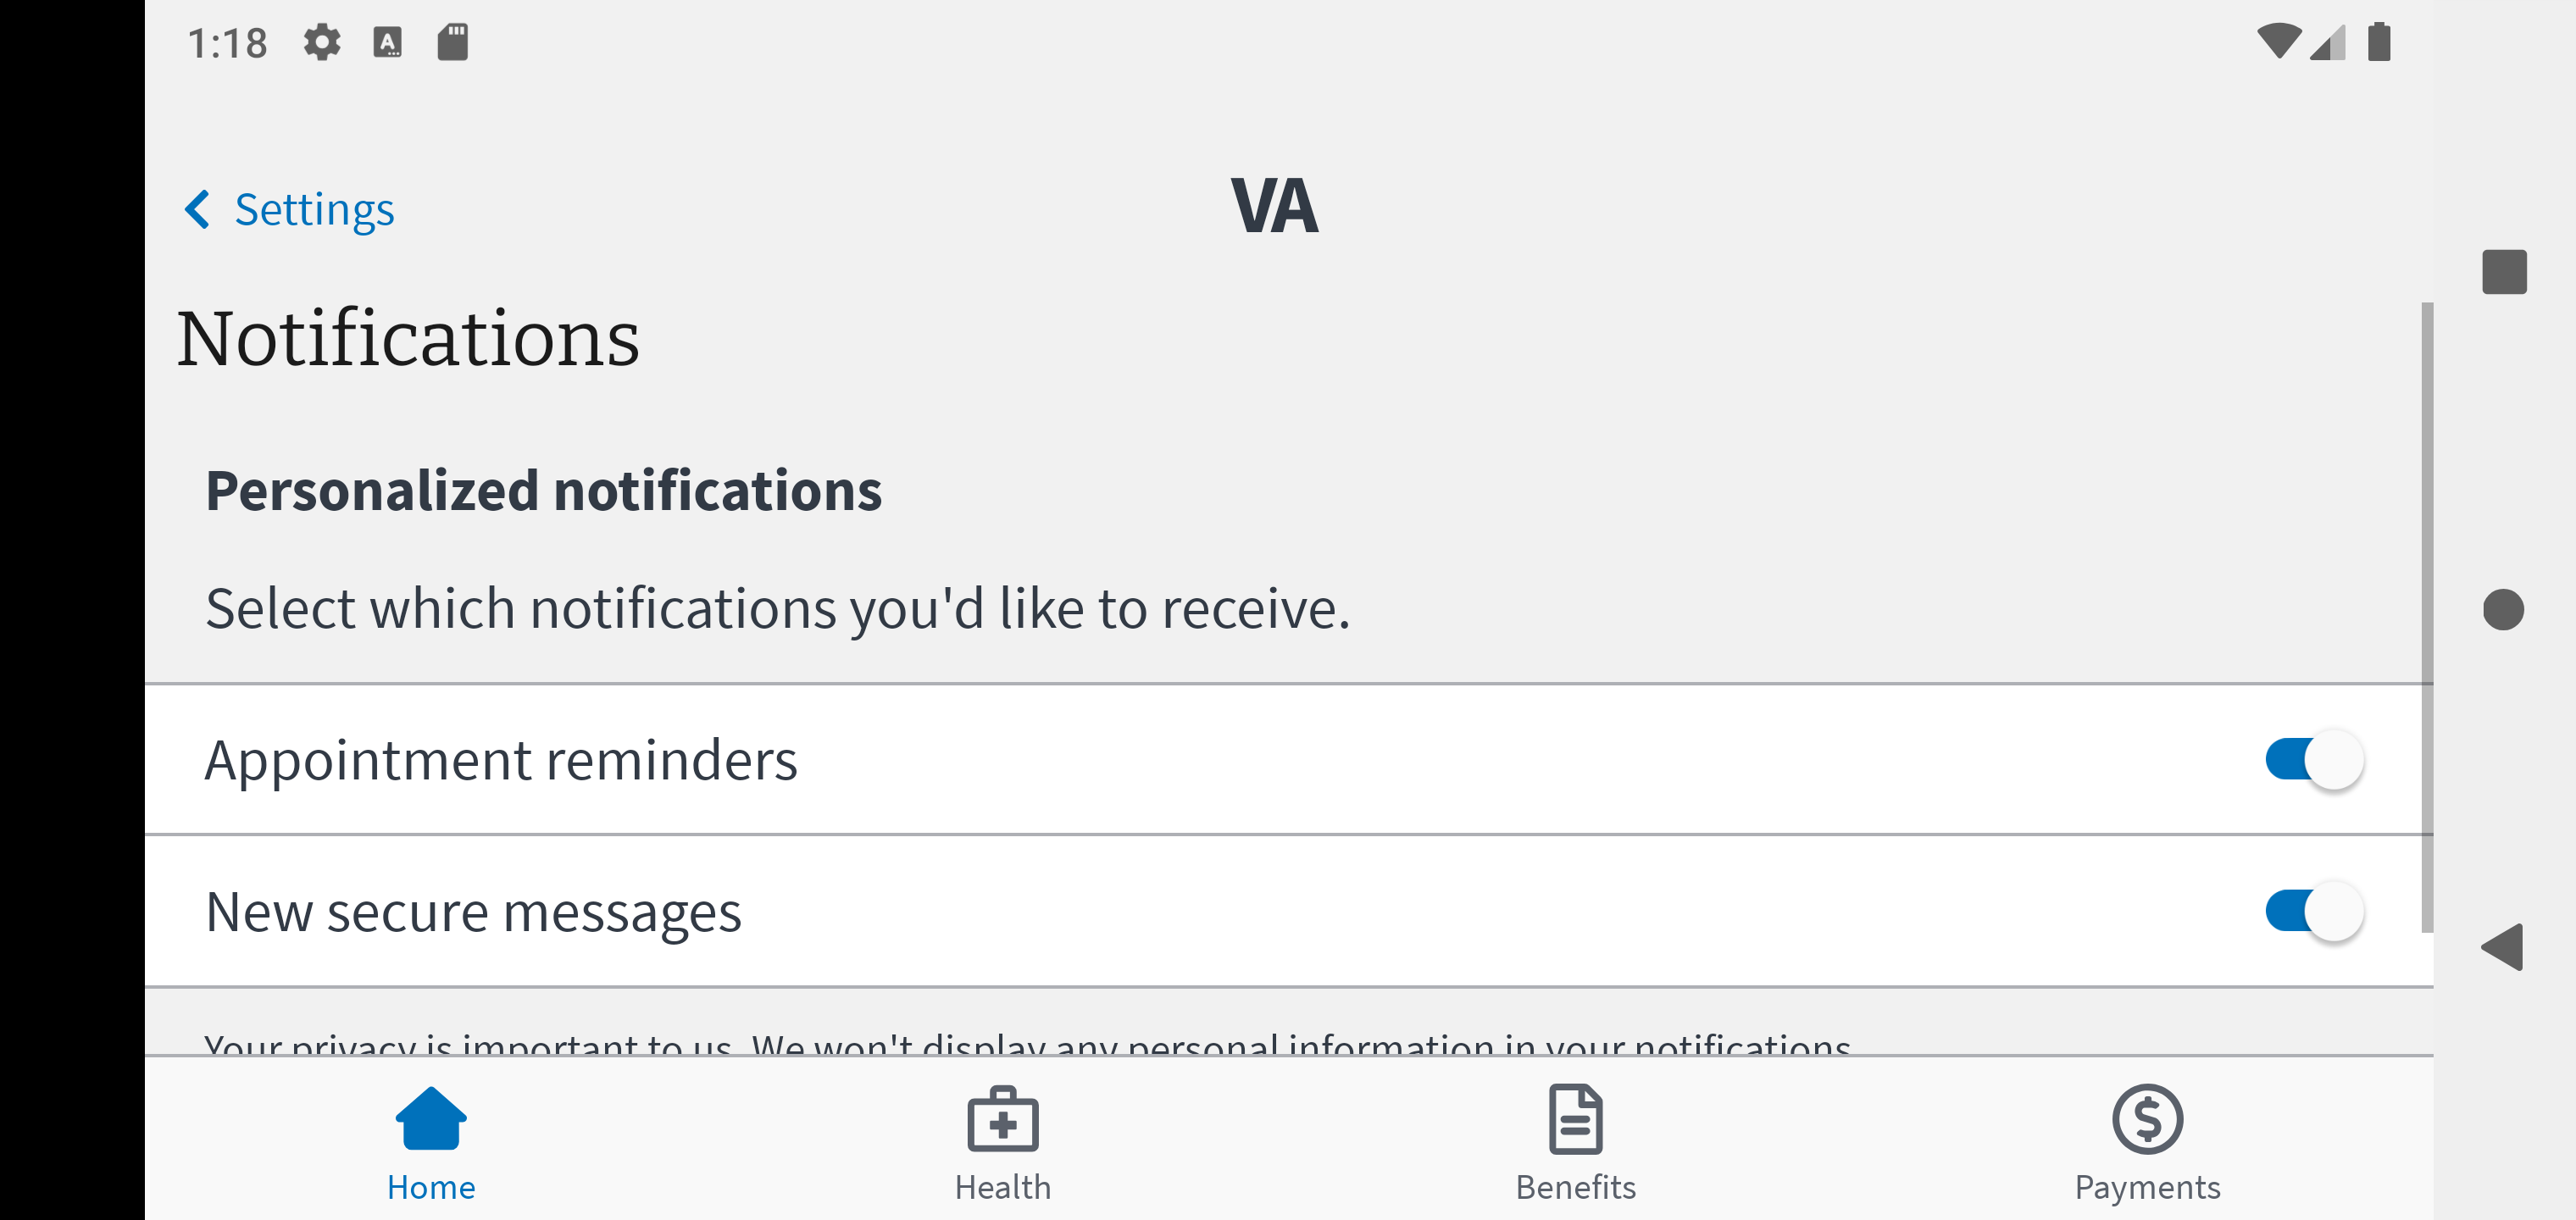 1:18
Settings
VA
Notifications
Personalized notifications
Select which notifications you'd like to receive.
Appointment reminders
New secure messages
Your privacy is important to us. We won't display any personal information in your notifications
Home
Health
Benefits
Payments